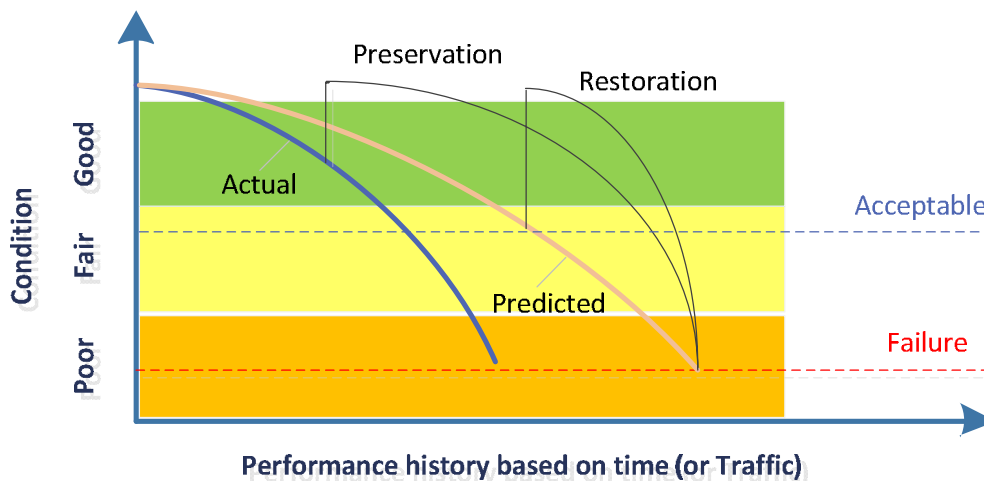 Preservation
Restoration
Good
Actual
Acceptable
Condition
Fair
Predicted
Failure
Poor
Performance history based on time (or Traffic)